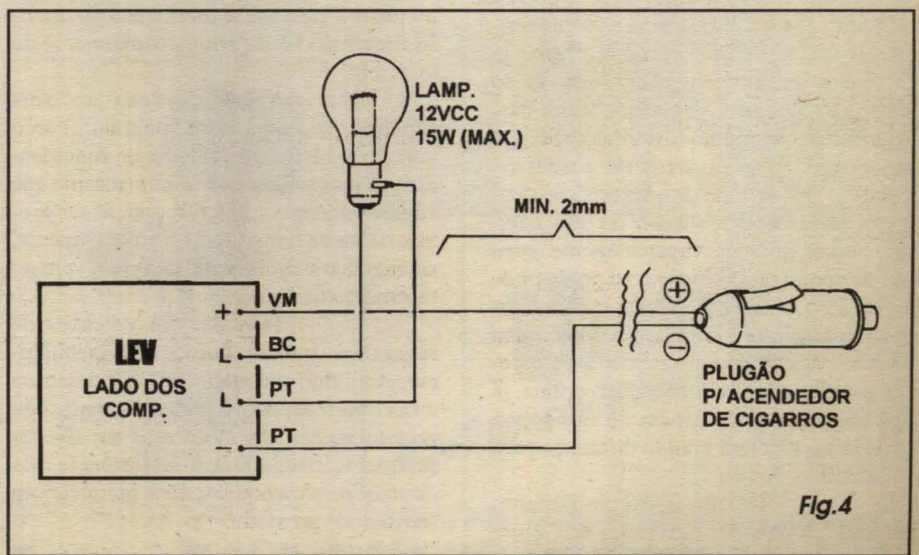 LAMP.
12VCC
15W (MAX.)
MIN. 2mm
+ VM
L BC
L PT
– PT
LEV
LADO DOS
COMP.
+
–
PLUGÃO
P/ ACENDEDOR
DE CIGARROS
Fig.4